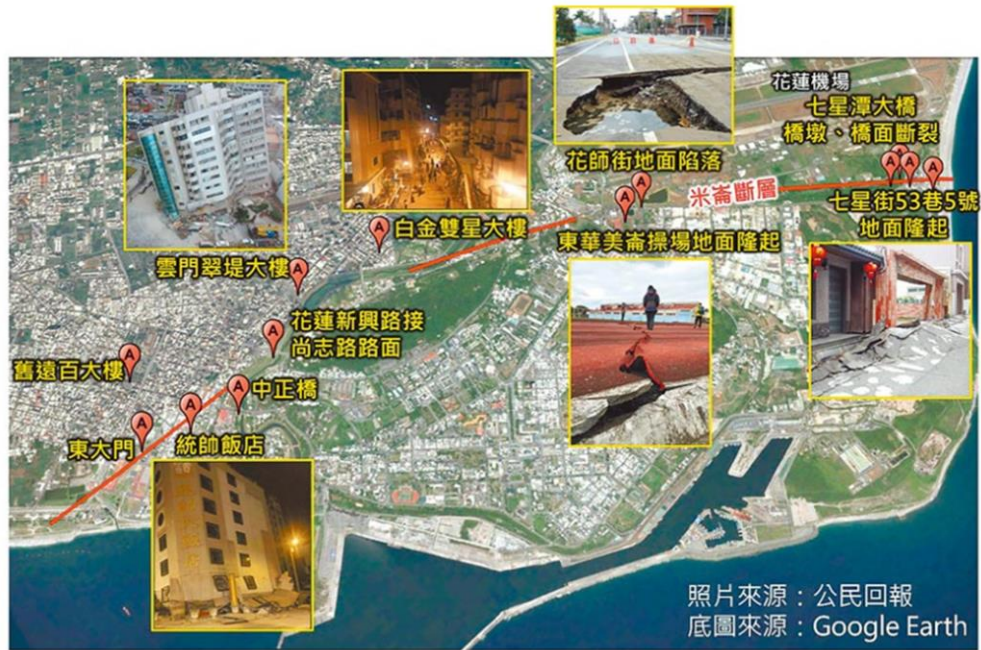 花蓮機場
七星潭大橋
橋墩、橋面斷裂
花師街地面陷落
米崙斷層
七星街53巷5號
地面隆起
白金雙星大樓
東華美崙操場地面隆起
雲門翠堤大樓
花蓮新興路接
尚志路路面
舊遠百大樓
中正橋
東大門
統帥飯店
A
A
A
A
A
A
A
A
A
A
A
A
照片來源：公民回報
底圖來源：Google Earth